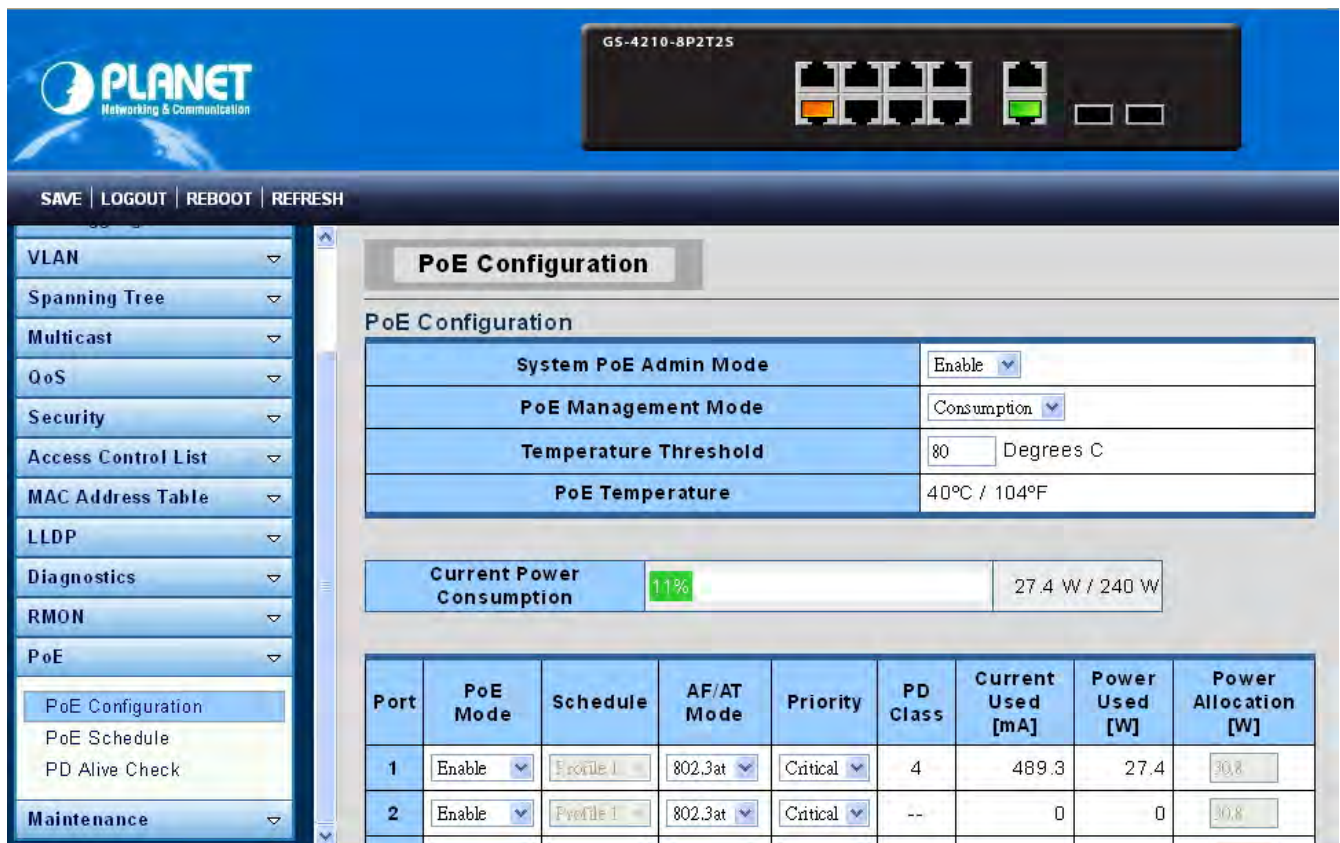 GS-4210-8P2T2S
PLANET
Networking & Communication
SAVE | LOGOUT | REBOOT | REFRESH
VLAN
Spanning Tree
Multicast
QoS
Security
Access Control List
MAC Address Table
LLDP
Diagnostics
RMON
PoE
PoE Configuration
PoE Schedule
PD Alive Check
Maintenance
PoE Configuration
PoE Configuration
System PoE Admin Mode Enable
PoE Management Mode Consumption
Temperature Threshold 80 Degrees C
PoE Temperature 40ºC / 104ºF
Current Power Consumption 11% 27.4 W / 240 W
Port PoE Mode Schedule AF/AT Mode Priority PD Class Current Used [mA] Power Used [W] Power Allocation [W]
1 Enable Profile 1 802.3at Critical 4 489.3 27.4 30.8
2 Enable Profile 1 802.3at Critical -- 0 0 30.8